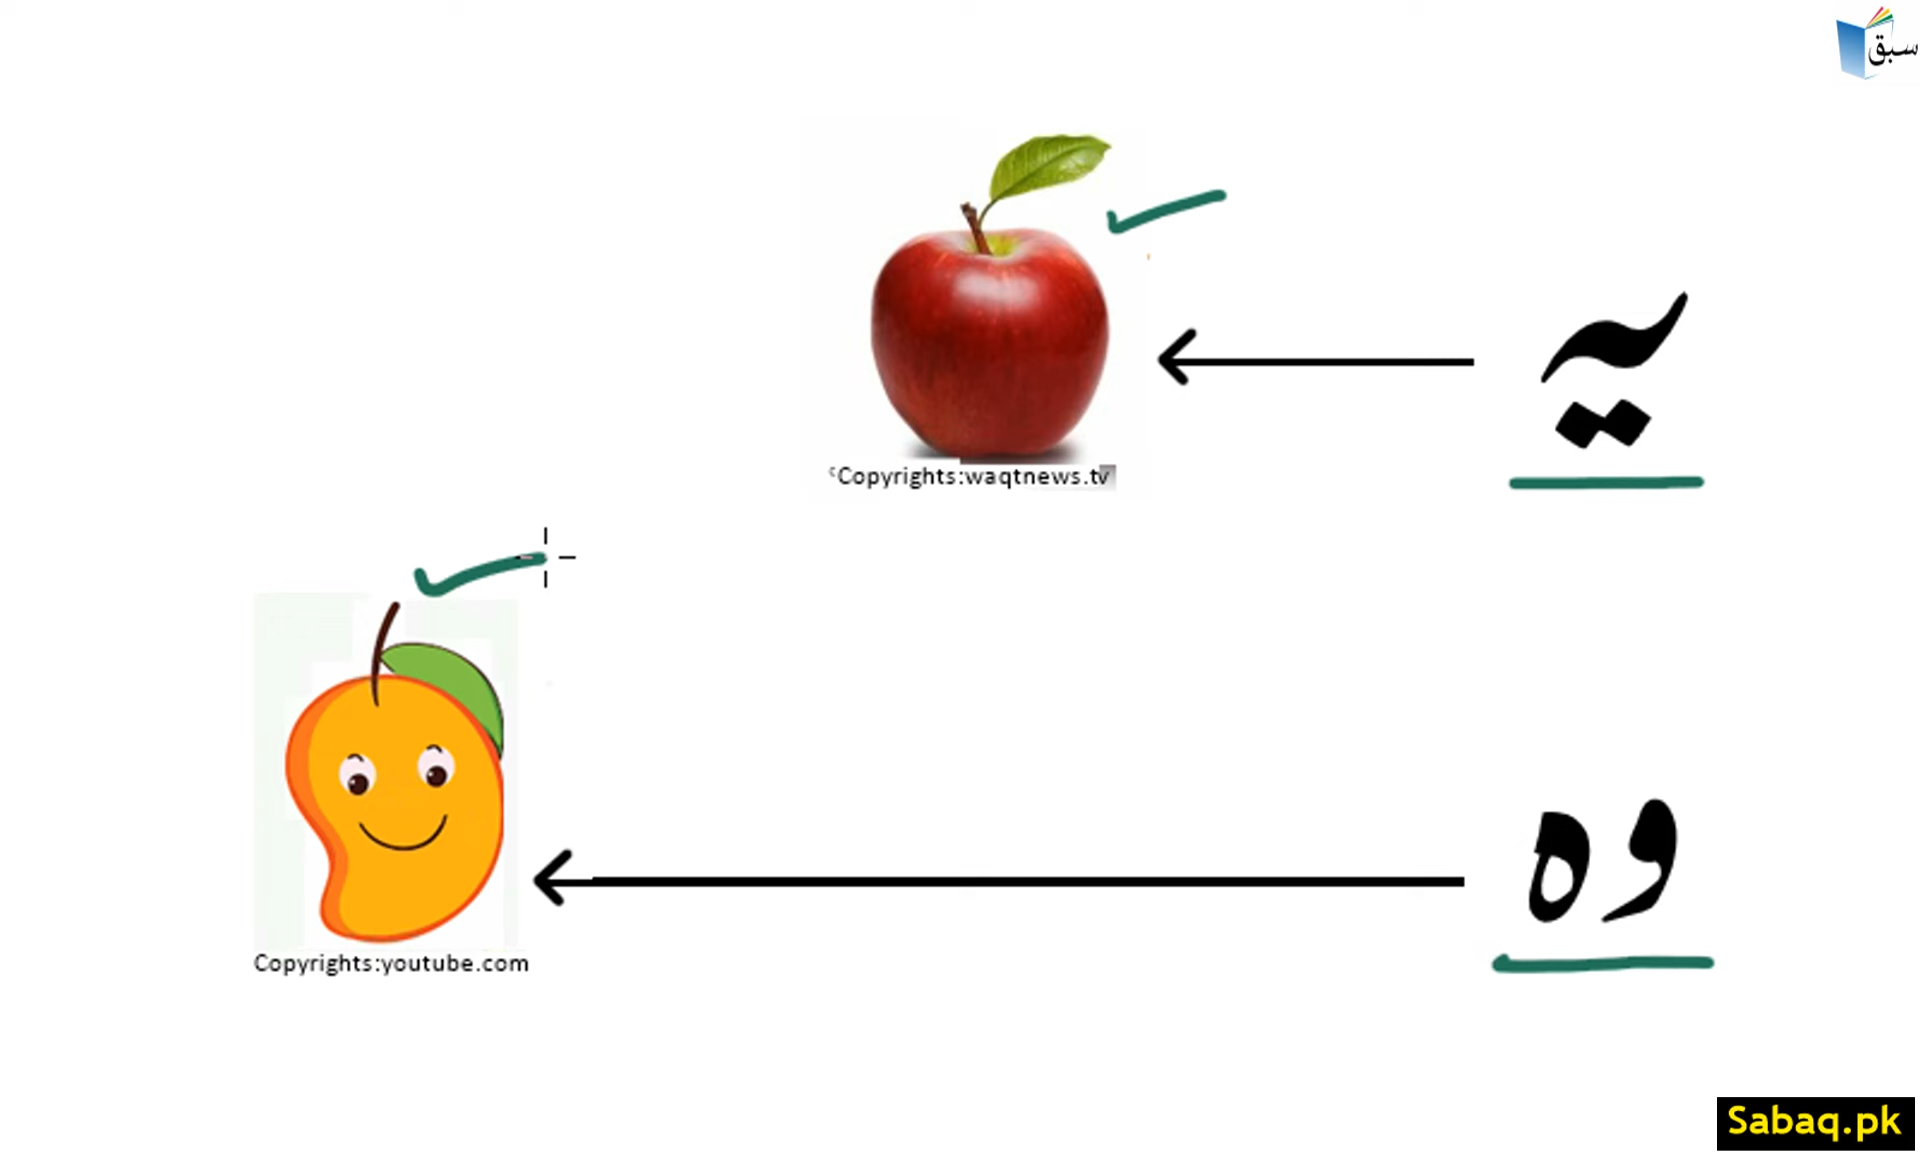 سبق
یہ
Copyrights:waqtnews.tv
وہ
Copyrights:youtube.com
Sabaq.pk